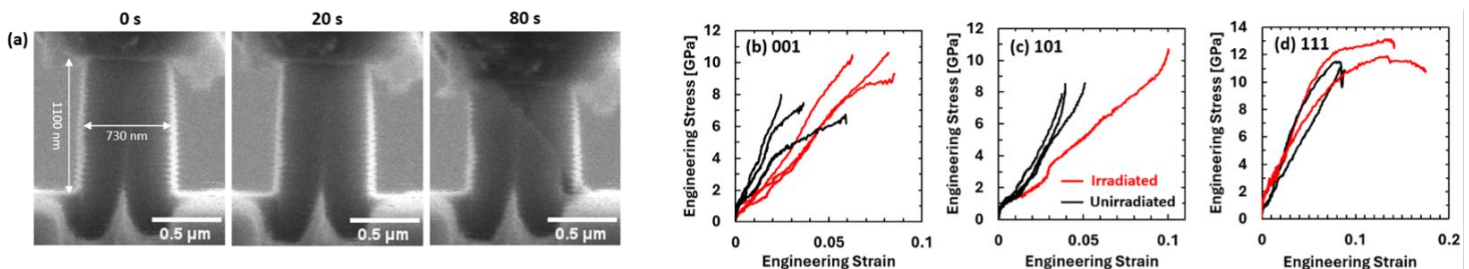 (a)
0 s
20 s
80 s
1100 nm
730 nm
0.5 µm
0.5 µm
0.5 µm
(b) 001
Engineering Stress [GPa]
12
10
8
6
4
2
0
0
0.05
0.1
Engineering Strain
(c) 101
Engineering Stress [GPa]
12
10
8
6
4
2
0
Irradiated
Unirradiated
0
0.05
0.1
Engineering Strain
(d) 111
Engineering Stress [GPa]
14
12
10
8
6
4
2
0
0
0.1
0.2
Engineering Strain